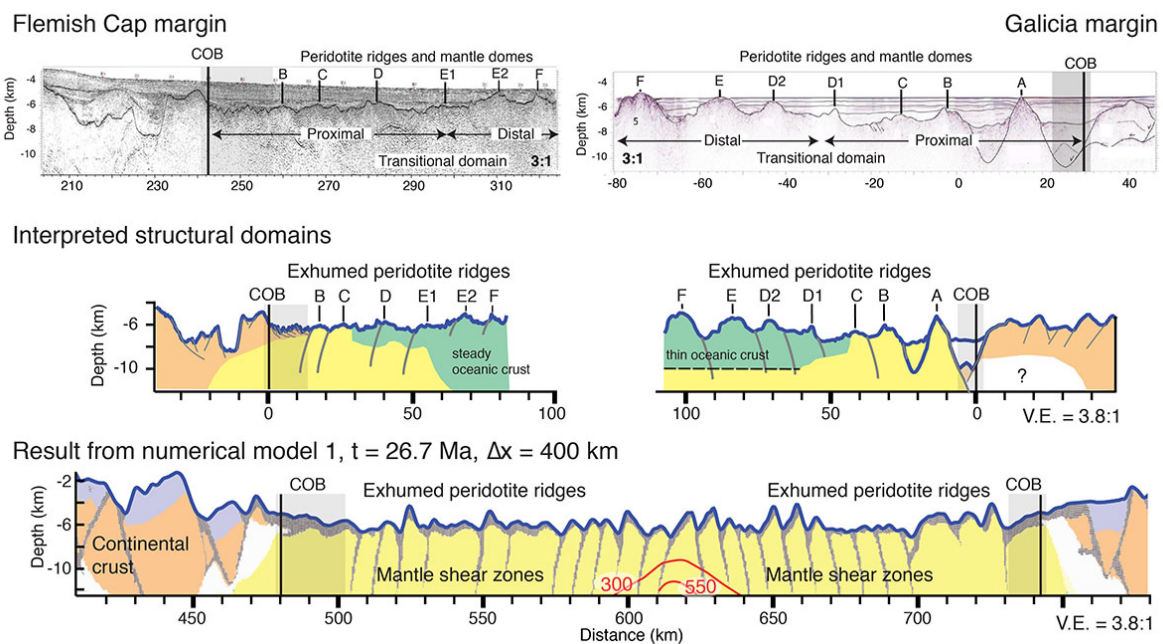 Flemish Cap margin
Galicia margin
COB
Peridotite ridges and mantle domes
B C D E1 E2 F
Depth (km)
-4
-6
-8
-10
Proximal
Distal
Transitional domain
3:1
210 230 250 270 290 310
COB
Peridotite ridges and mantle domes
F E D2 D1 C B A
Depth (km)
-4
-6
-8
-10
5
Distal
Proximal
3:1
Transitional domain
-80 -60 -40 -20 0 20 40
Interpreted structural domains
Exhumed peridotite ridges
COB B C D E1 E2 F
Depth (km)
-6
-10
steady
oceanic crust
0 50 100
Exhumed peridotite ridges
F E D2 D1 C B A COB
thin oceanic crust
?
100 50 0
V.E. = 3.8:1
Result from numerical model 1, t = 26.7 Ma, Δx = 400 km
COB
Exhumed peridotite ridges
Exhumed peridotite ridges
COB
Depth (km)
-2
-6
-10
Continental
crust
Mantle shear zones
300
550
Mantle shear zones
450 500 550 600 650 700
Distance (km)
V.E. = 3.8:1